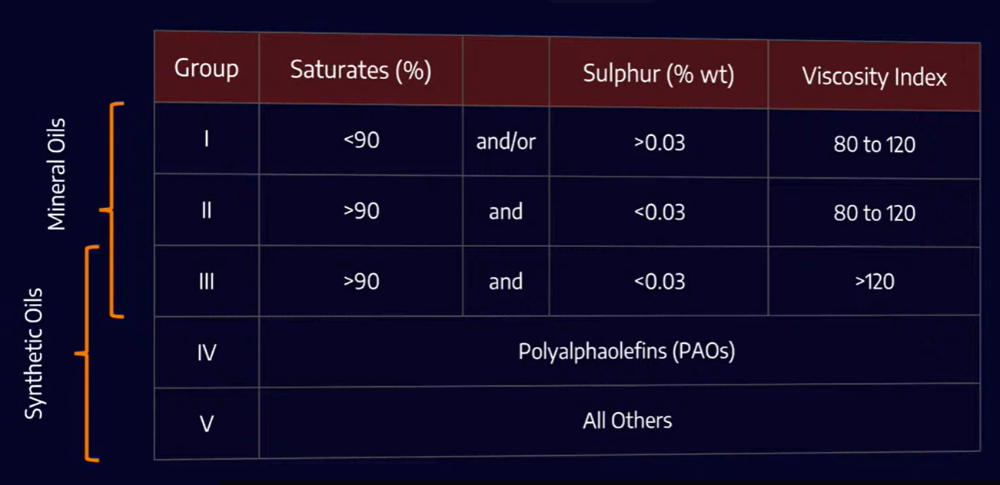 Group Saturates (%) Sulphur (% wt) Viscosity Index
Mineral Oils
I <90 and/or >0.03 80 to 120
II >90 and <0.03 80 to 120
III >90 and <0.03 >120
Synthetic Oils
IV Polyalphaolefins (PAOs)
V All Others